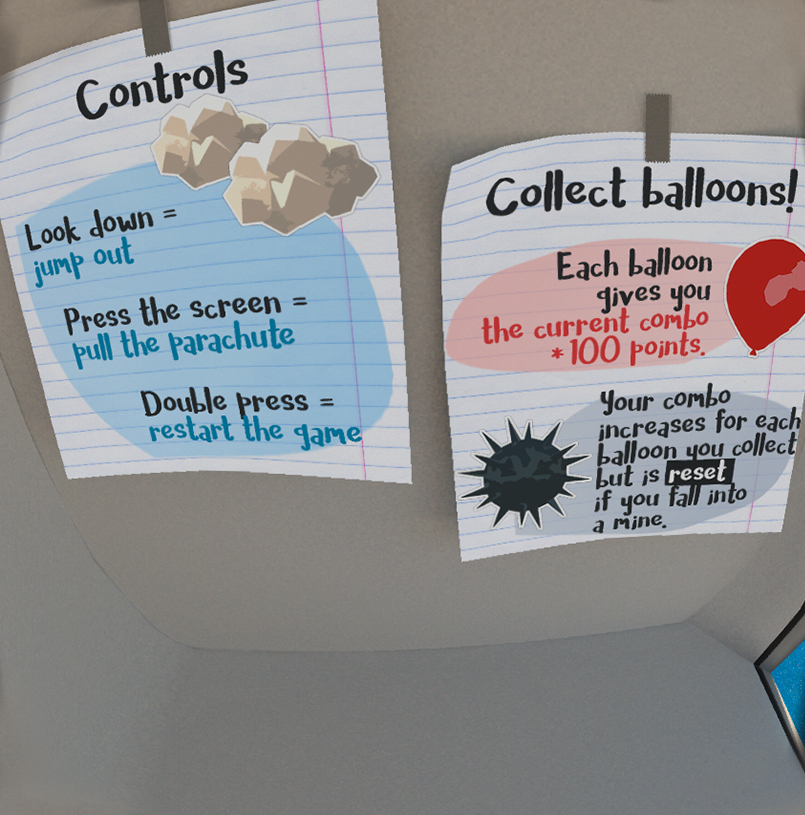 Controls
Look down =
jump out
Press the screen =
pull the parachute
Double press =
restart the game
Collect balloons!
Each balloon
gives you
the current combo
*100 points.
Your combo
increases for each
balloon you collect
but is reset
if you fall into
a mine.